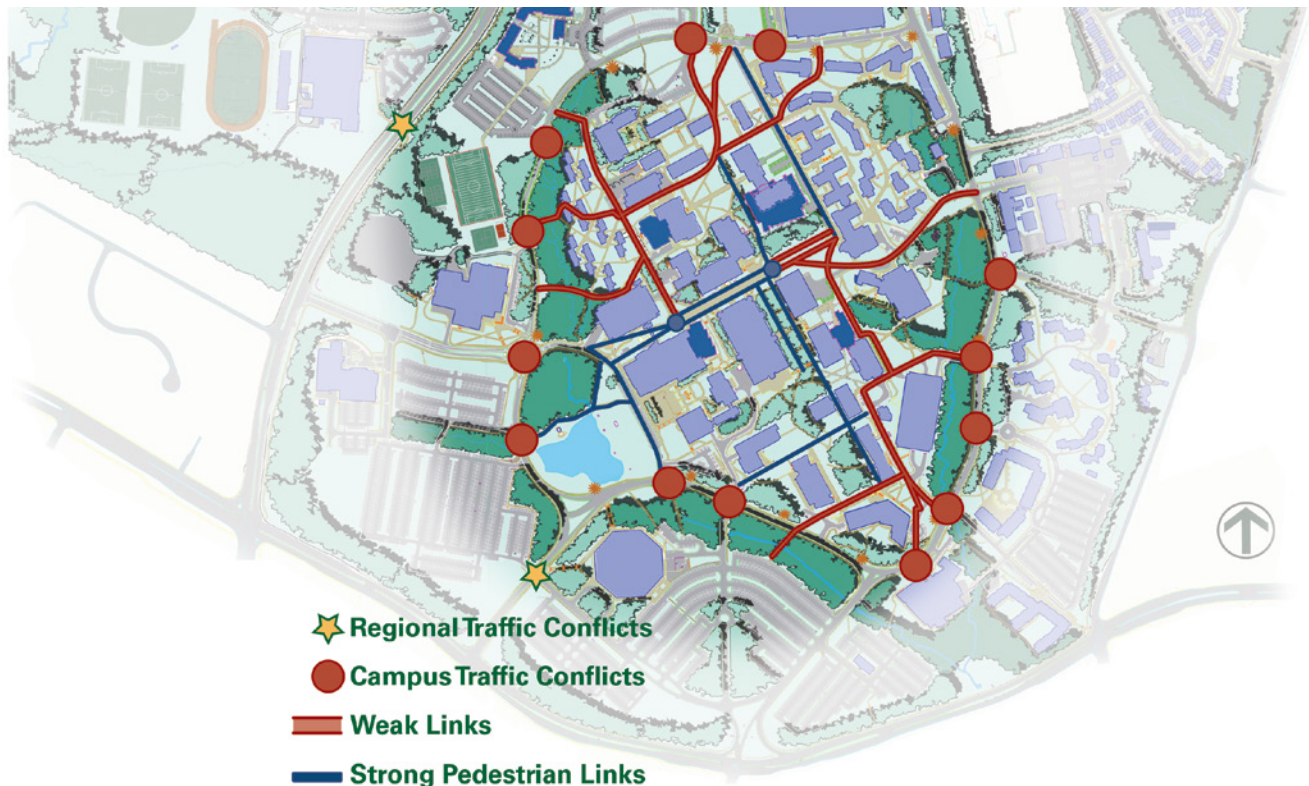 Regional Traffic Conflicts
Campus Traffic Conflicts
Weak Links
Strong Pedestrian Links